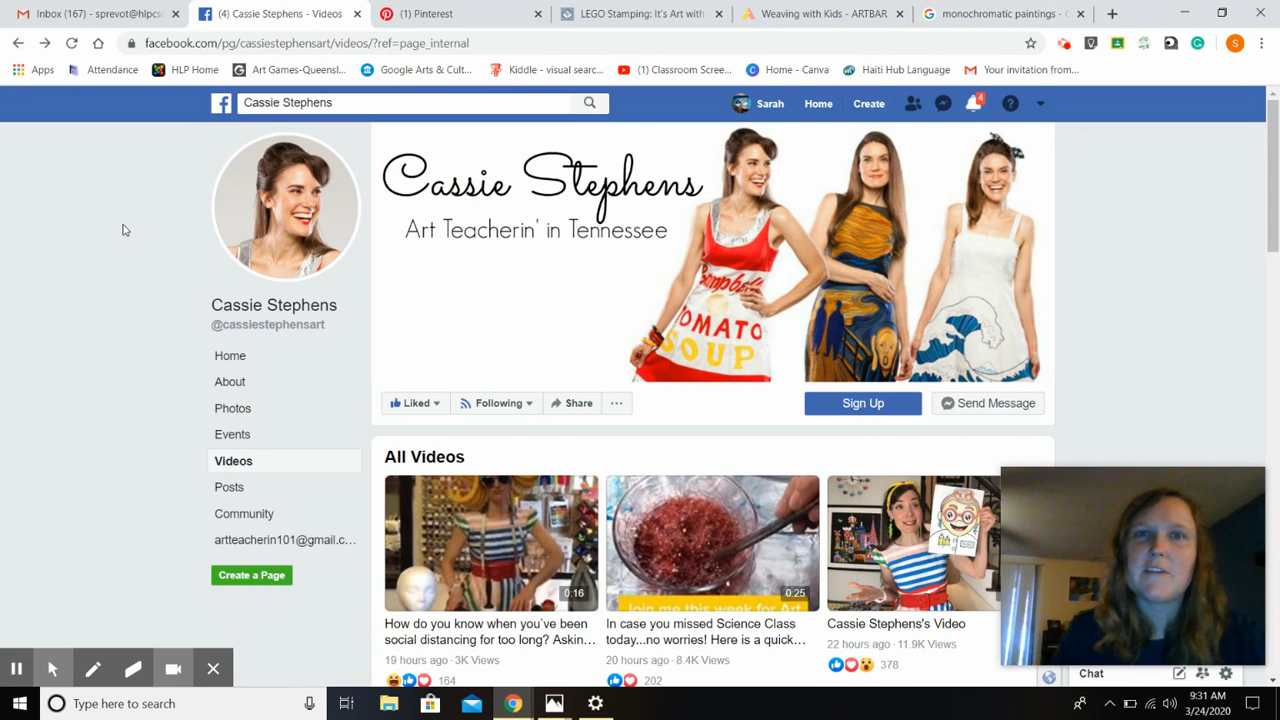 Inbox (167) - sprevot@hlpcs
(4) Cassie Stephens - Videos
(1) Pinterest
LEGO Stamping: It's Art with
Weaving with Kids - ARTBAR
monochromatic paintings -
facebook.com/pg/cassiestephensart/videos/?ref=page_internal
S
Apps
Attendance
HLP Home
Art Games-Queensl...
Google Arts & Cult...
Kiddle - visual searc...
(1) Classroom Scree...
Home - Canva
Haiti Hub Language
Your invitation from...
Cassie Stephens
Sarah
Home
Create
4
Cassie Stephens
Art Teacherin' in Tennessee
Campbell's
TOMATO
SOUP
Cassie Stephens
@cassiestephensart
Home
About
Photos
Events
Videos
Posts
Community
artteacherin101@gmail.c...
Create a Page
Liked
Following
Share
Sign Up
Send Message
All Videos
0:16
0:25
Join me this week for Art
How do you know when you've been
social distancing for too long? Askin...
19 hours ago · 3K Views
164
In case you missed Science Class
today...no worries! Here is a quick...
20 hours ago · 8.4K Views
202
Cassie Stephens's Video
22 hours ago · 11.9K Views
378
Chat
Type here to search
9:31 AM
3/24/2020